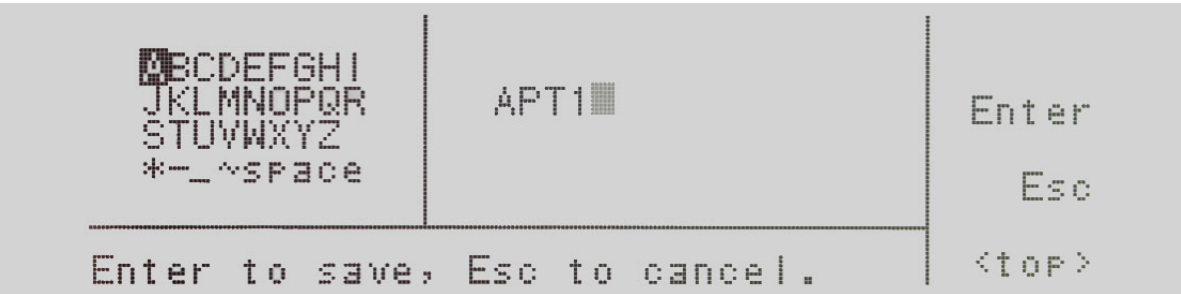 ABCDEFGHI
JKLMNOPQR
STUVWXYZ
*-_~space
APT1
Enter
Esc
<top>
Enter to save, Esc to cancel.